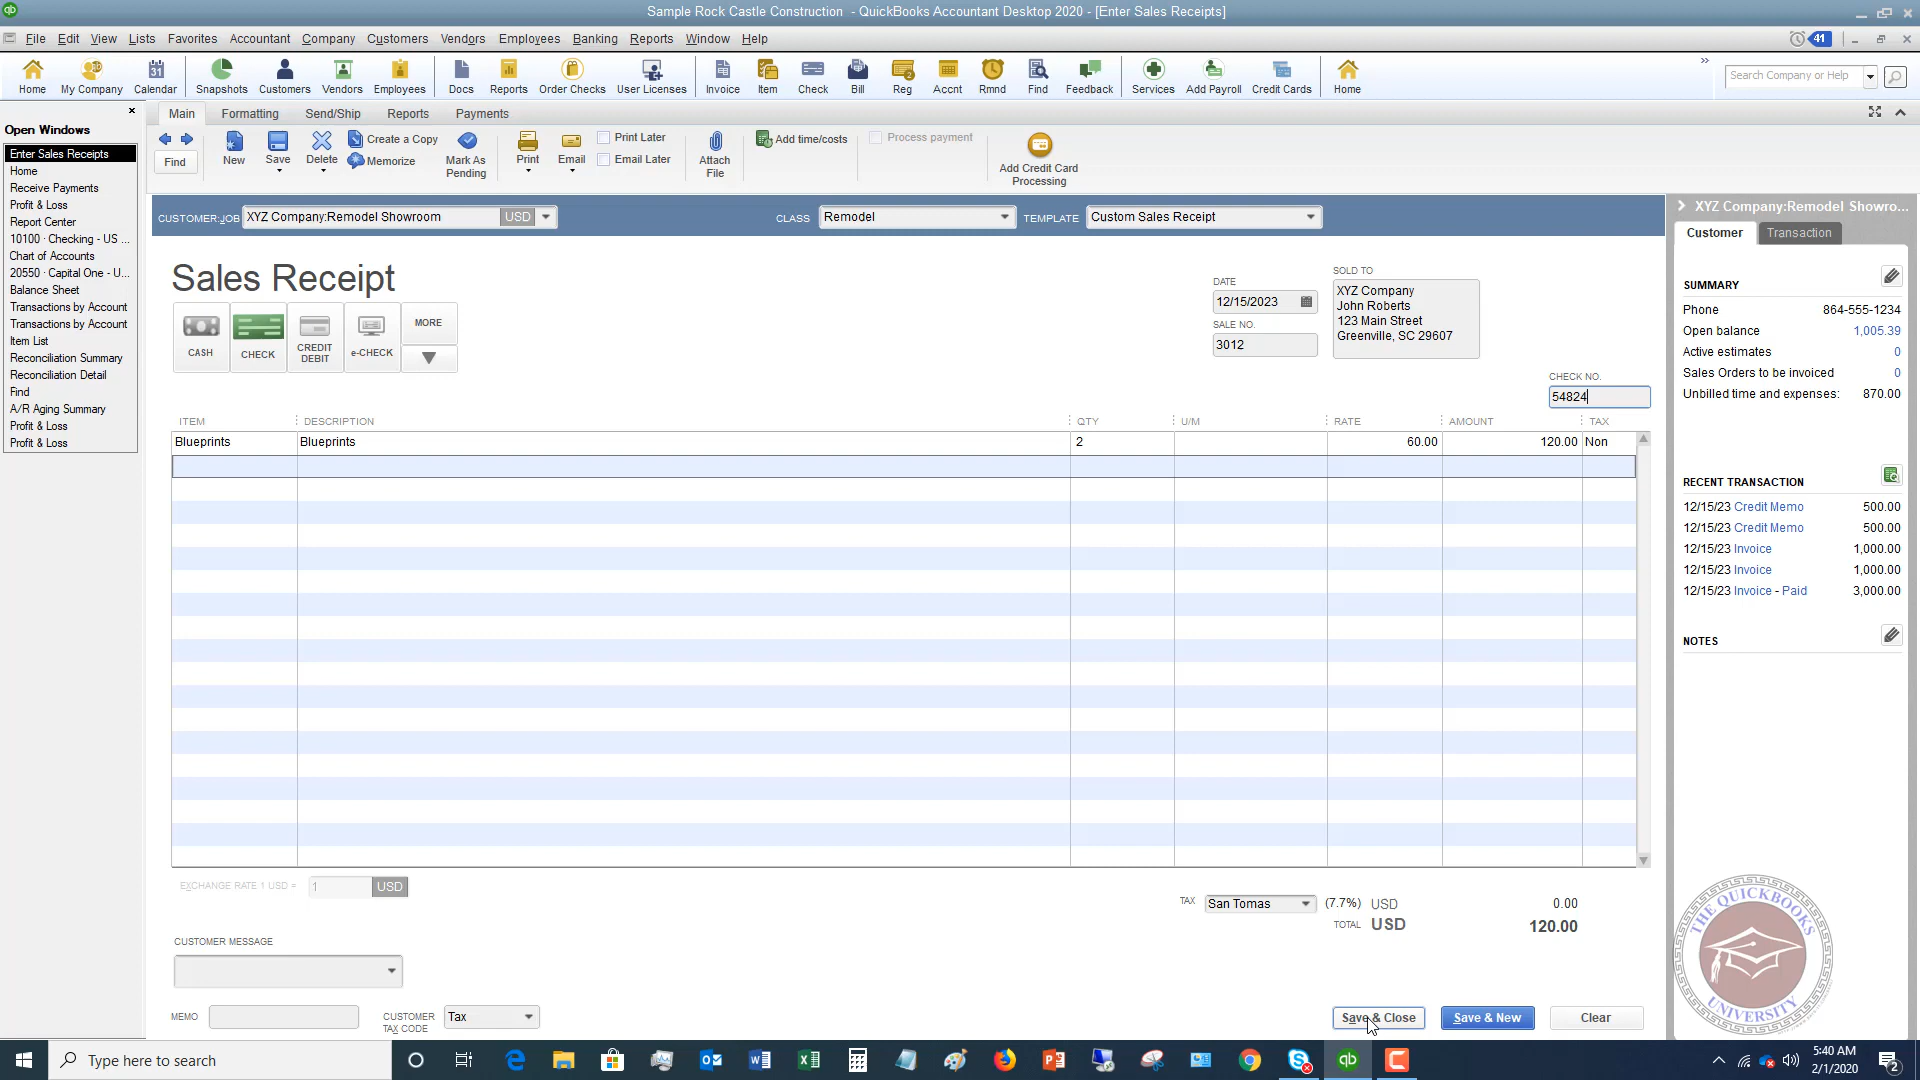 Sample Rock Castle Construction - QuickBooks Accountant Desktop 2020 - [Enter Sales Receipts]
File Edit View Lists Favorites Accountant Company Customers Vendors Employees Banking Reports Window Help
41
Home My Company Calendar Snapshots Customers Vendors Employees Docs Reports Order Checks User Licenses Invoice Item Check Bill Reg Accnt Rmnd Find Feedback Services Add Payroll Credit Cards Home
Search Company or Help
Open Windows
Enter Sales Receipts
Home
Receive Payments
Profit & Loss
Report Center
10100 · Checking - US ...
Chart of Accounts
20550 · Capital One - U...
Balance Sheet
Transactions by Account
Transactions by Account
Item List
Reconciliation Summary
Reconciliation Detail
Find
A/R Aging Summary
Profit & Loss
Profit & Loss
Main Formatting Send/Ship Reports Payments
Find New Save Delete
Create a Copy
Memorize
Mark As
Pending
Print Email
Print Later
Email Later
Attach
File
Add time/costs
Process payment
Add Credit Card
Processing
CUSTOMER:JOB XYZ Company:Remodel Showroom USD CLASS Remodel TEMPLATE Custom Sales Receipt
Sales Receipt
CASH
CHECK
CREDIT
DEBIT
e-CHECK
MORE
DATE
12/15/2023
SALE NO.
3012
SOLD TO
XYZ Company
John Roberts
123 Main Street
Greenville, SC 29607
CHECK NO.
54824
ITEM DESCRIPTION QTY U/M RATE AMOUNT TAX
Blueprints Blueprints 2 60.00 120.00 Non
EXCHANGE RATE 1 USD = 1 USD
TAX San Tomas (7.7%) USD 0.00
TOTAL USD 120.00
CUSTOMER MESSAGE
MEMO
CUSTOMER
TAX CODE
Tax
Save & Close Save & New Clear
XYZ Company:Remodel Showro...
Customer Transaction
SUMMARY
Phone 864-555-1234
Open balance 1,005.39
Active estimates 0
Sales Orders to be invoiced 0
Unbilled time and expenses: 870.00
RECENT TRANSACTION
12/15/23 Credit Memo 500.00
12/15/23 Credit Memo 500.00
12/15/23 Invoice 1,000.00
12/15/23 Invoice 1,000.00
12/15/23 Invoice - Paid 3,000.00
NOTES
THE QUICKBOOKS
UNIVERSITY
Type here to search
5:40 AM
2/1/2020
2